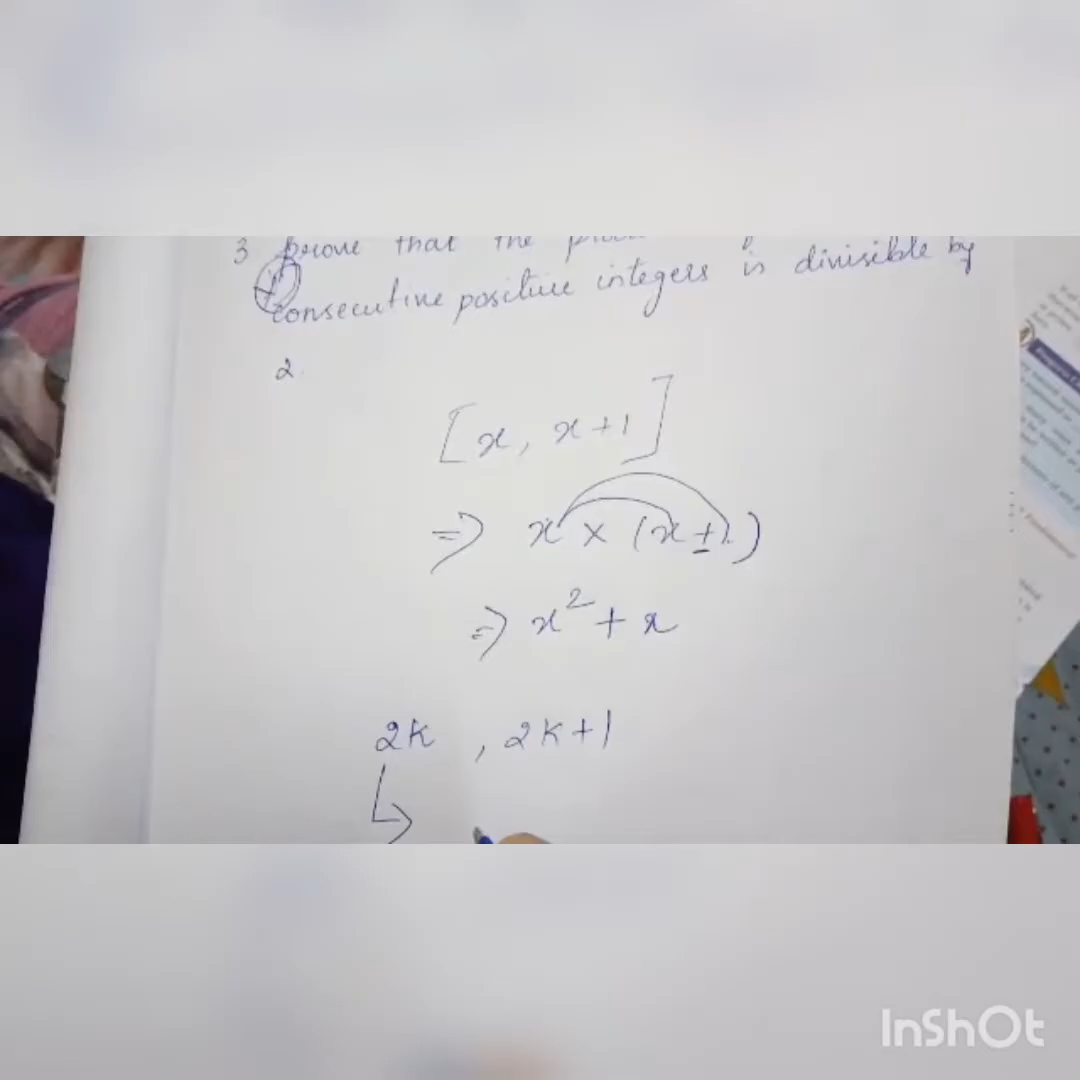 3 prove that the
consecutive positive integers is divisible by
2.
[x, x+1]
⇒ x × (x+1)
⇒ x² + x
2k , 2k+1
InShOt